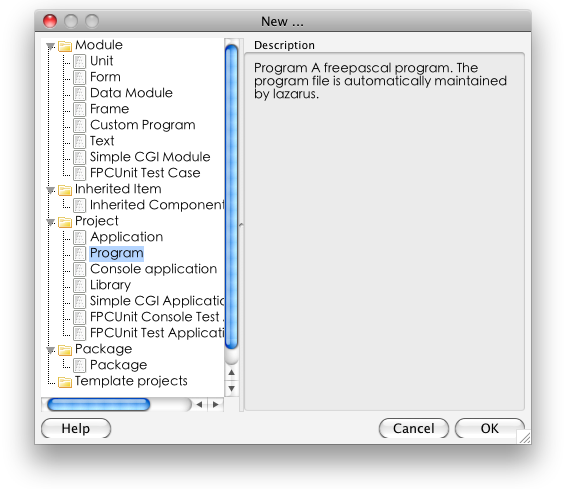 New ...
Module
Unit
Form
Data Module
Frame
Custom Program
Text
Simple CGI Module
FPCUnit Test Case
Inherited Item
Inherited Component
Project
Application
Program
Console application
Library
Simple CGI Applicatio
FPCUnit Console Test
FPCUnit Test Applicati
Package
Package
Template projects
Description
Program A freepascal program. The
program file is automatically maintained
by lazarus.
Help
Cancel
OK